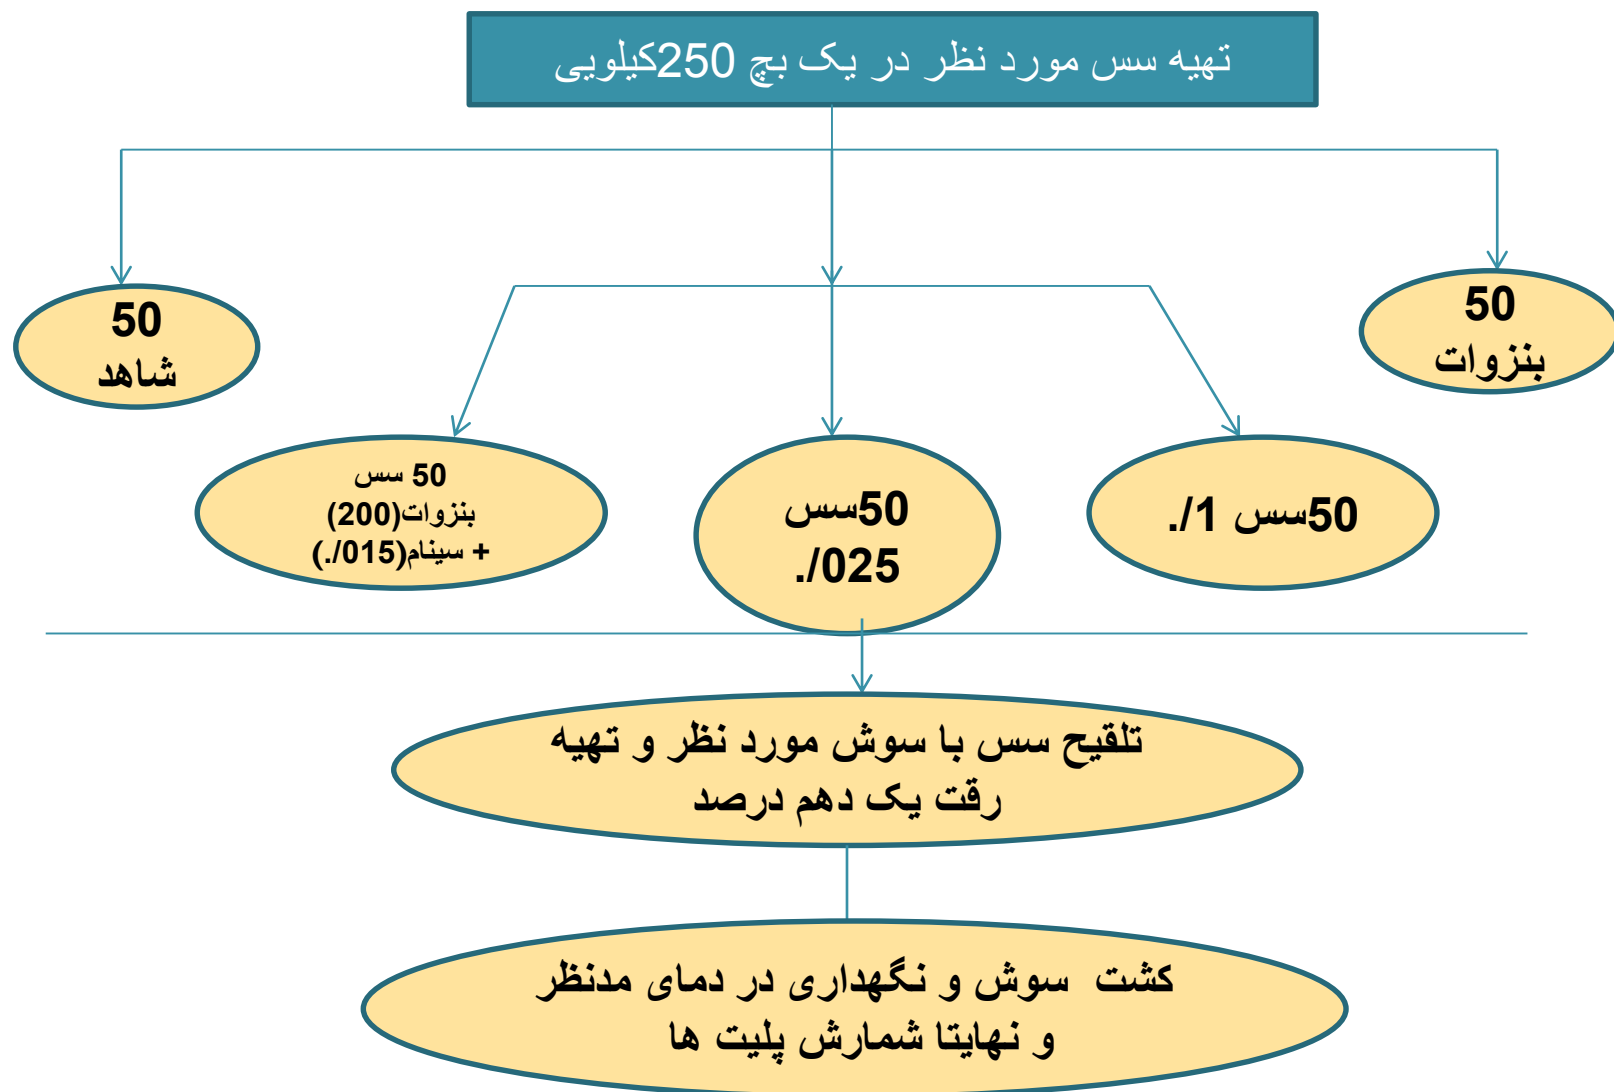 تهیه سس مورد نظر در یک بچ 250کیلویی
50
بنزوات
50
شاهد
50سس 1/.
50سس
025/.
50 سس
بنزوات(200)
+ سینام(015/.)
تلقیح سس با سوش مورد نظر و تهیه
رقت یک دهم درصد
کشت سوش و نگهداری در دمای مدنظر
و نهایتا شمارش پلیت ها